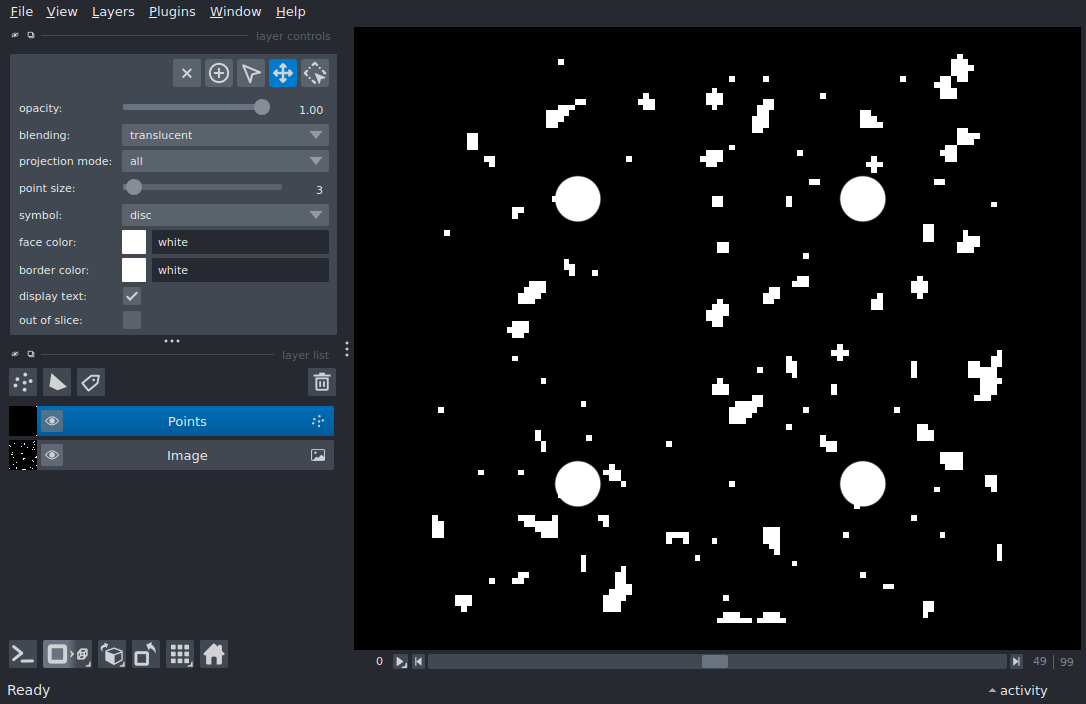 File View Layers Plugins Window Help
layer controls
opacity: 1.00
blending: translucent
projection mode: all
point size: 3
symbol: disc
face color: white
border color: white
display text:
out of slice:
layer list
Points
Image
0 49 99
Ready activity